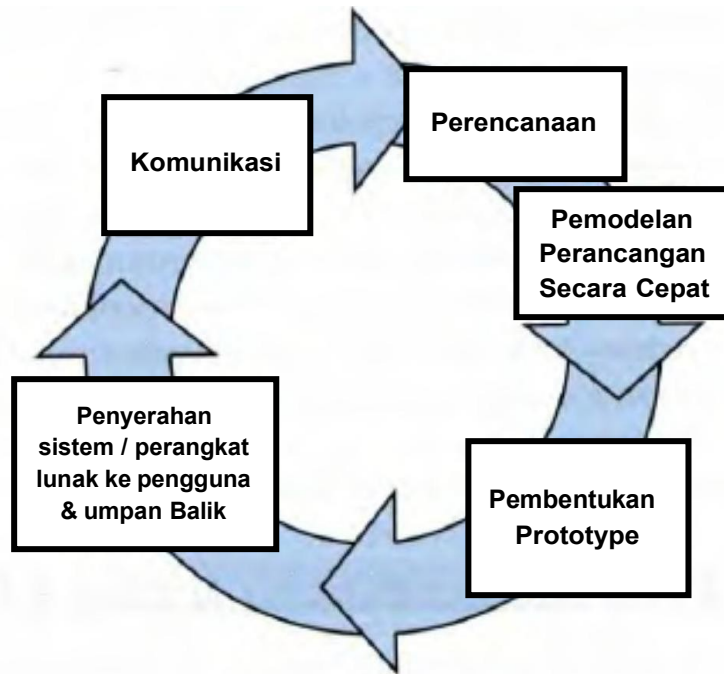 Komunikasi
Perencanaan
Pemodelan
Perancangan
Secara Cepat
Pembentukan
Prototype
Penyerahan
sistem / perangkat
lunak ke pengguna
& umpan Balik